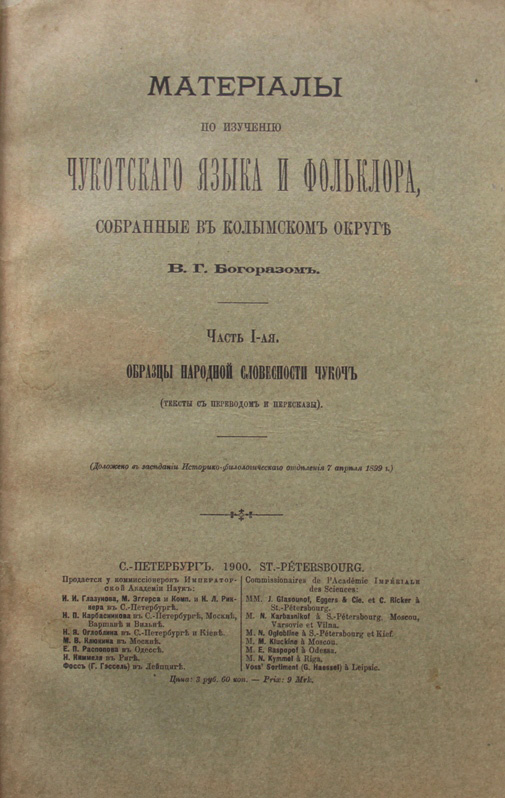 МАТЕРІАЛЫ
ПО ИЗУЧЕНІЮ
ЧУКОТСКАГО ЯЗЫКА И ФОЛЬКЛОРА,
СОБРАННЫЕ ВЪ КОЛЫМСКОМЪ ОКРУГѢ
В. Г. Богоразомъ.
Часть I-ая.
ОБРАЗЦЫ НАРОДНОЙ СЛОВЕСНОСТИ ЧУКОЧЪ
(ТЕКСТЫ СЪ ПЕРЕВОДОМЪ И ПЕРЕСКАЗЫ).
(Доложено въ засѣданіи Историко-филологическаго отдѣленія 7 апрѣля 1899 г.)
С.-ПЕТЕРБУРГЪ. 1900. ST.-PÉTERSBOURG.
Продается у коммиссіонеровъ Император-
ской Академіи Наукъ:
И. И. Глазунова, М. Эггерса и Комп. и К. Л. Рик-
кера въ С.-Петербургѣ.
Н. П. Карбасникова въ С.-Петербургѣ, Москвѣ,
Варшавѣ и Вильнѣ.
Н. Я. Оглоблина въ С.-Петербургѣ и Кіевѣ.
М. В. Клюкина въ Москвѣ.
Е. П. Распопова въ Одессѣ.
Н. Киммеля въ Ригѣ.
Фоссъ (Г. Гэссель) въ Лейпцигѣ.
Commissionaires de l'Académie Impériale
des Sciences:
MM. J. Glasounof, Eggers & Cie. et C. Ricker à
St.-Pétersbourg.
M. N. Karbasnikof à S.-Pétersbourg, Moscou,
Varsovie et Vilna.
M. N. Oglobline à S.-Pétersbourg et Kief.
M. M. Kluckine à Moscou.
M. E. Raspopof à Odessa.
M. N. Kymmel à Riga.
Voss' Sortiment (G. Haessel) à Leipsic.
Цѣна: 3 руб. 60 коп. — Prix: 9 Mrk.